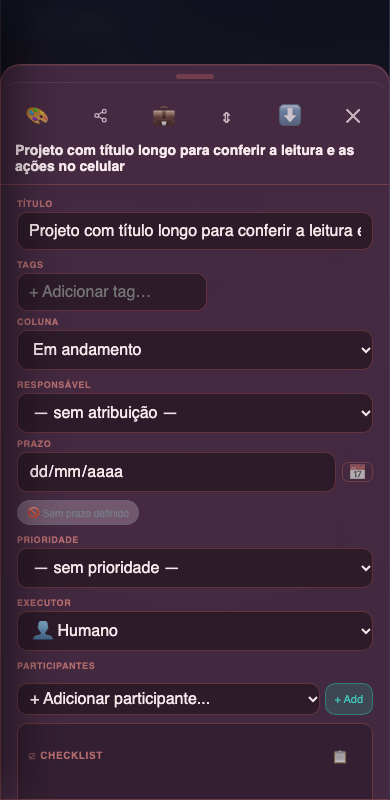 Projeto com título longo para conferir a leitura e as
ações no celular
TÍTULO
Projeto com título longo para conferir a leitura e
TAGS
+ Adicionar tag...
COLUNA
Em andamento
RESPONSÁVEL
— sem atribuição —
PRAZO
dd/mm/aaaa
17
Sem prazo definido
PRIORIDADE
— sem prioridade —
EXECUTOR
Humano
PARTICIPANTES
+ Adicionar participante...
+ Add
CHECKLIST